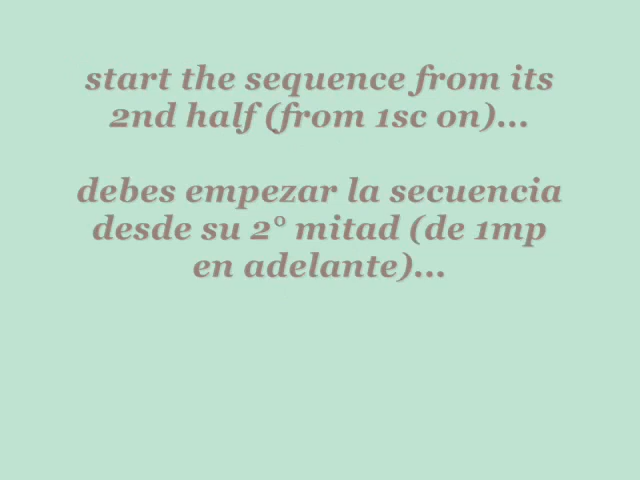 start the sequence from its
2nd half (from 1sc on)...
debes empezar la secuencia
desde su 2° mitad (de 1mp
en adelante)...